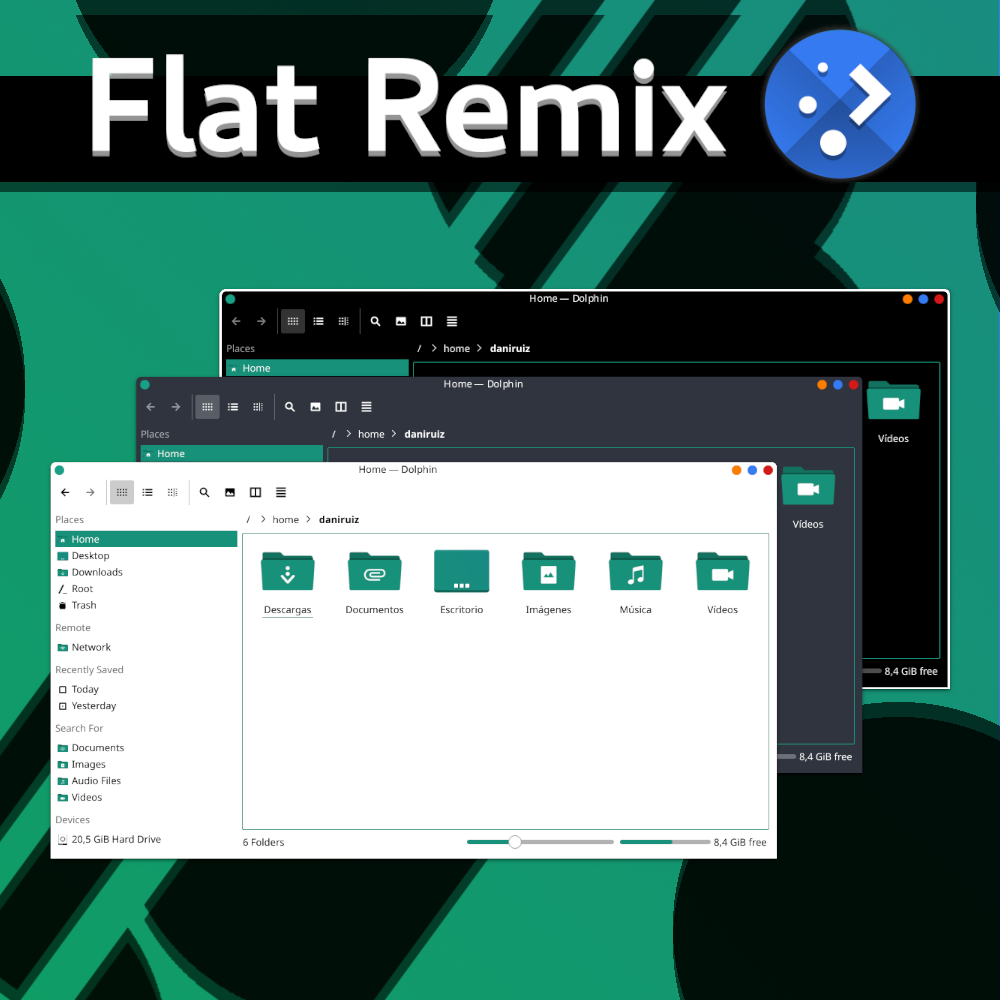 Flat Remix
Home — Dolphin
Places
/ > home > daniruiz
Home
Vídeos
8,4 GiB free
Home — Dolphin
Places
/ > home > daniruiz
Home
Vídeos
8,4 GiB free
Home — Dolphin
Places
/ > home > daniruiz
Home
Desktop
Downloads
Root
Trash
Remote
Network
Recently Saved
Today
Yesterday
Search For
Documents
Images
Audio Files
Videos
Devices
20,5 GiB Hard Drive
Descargas
Documentos
Escritorio
Imágenes
Música
Vídeos
6 Folders
8,4 GiB free